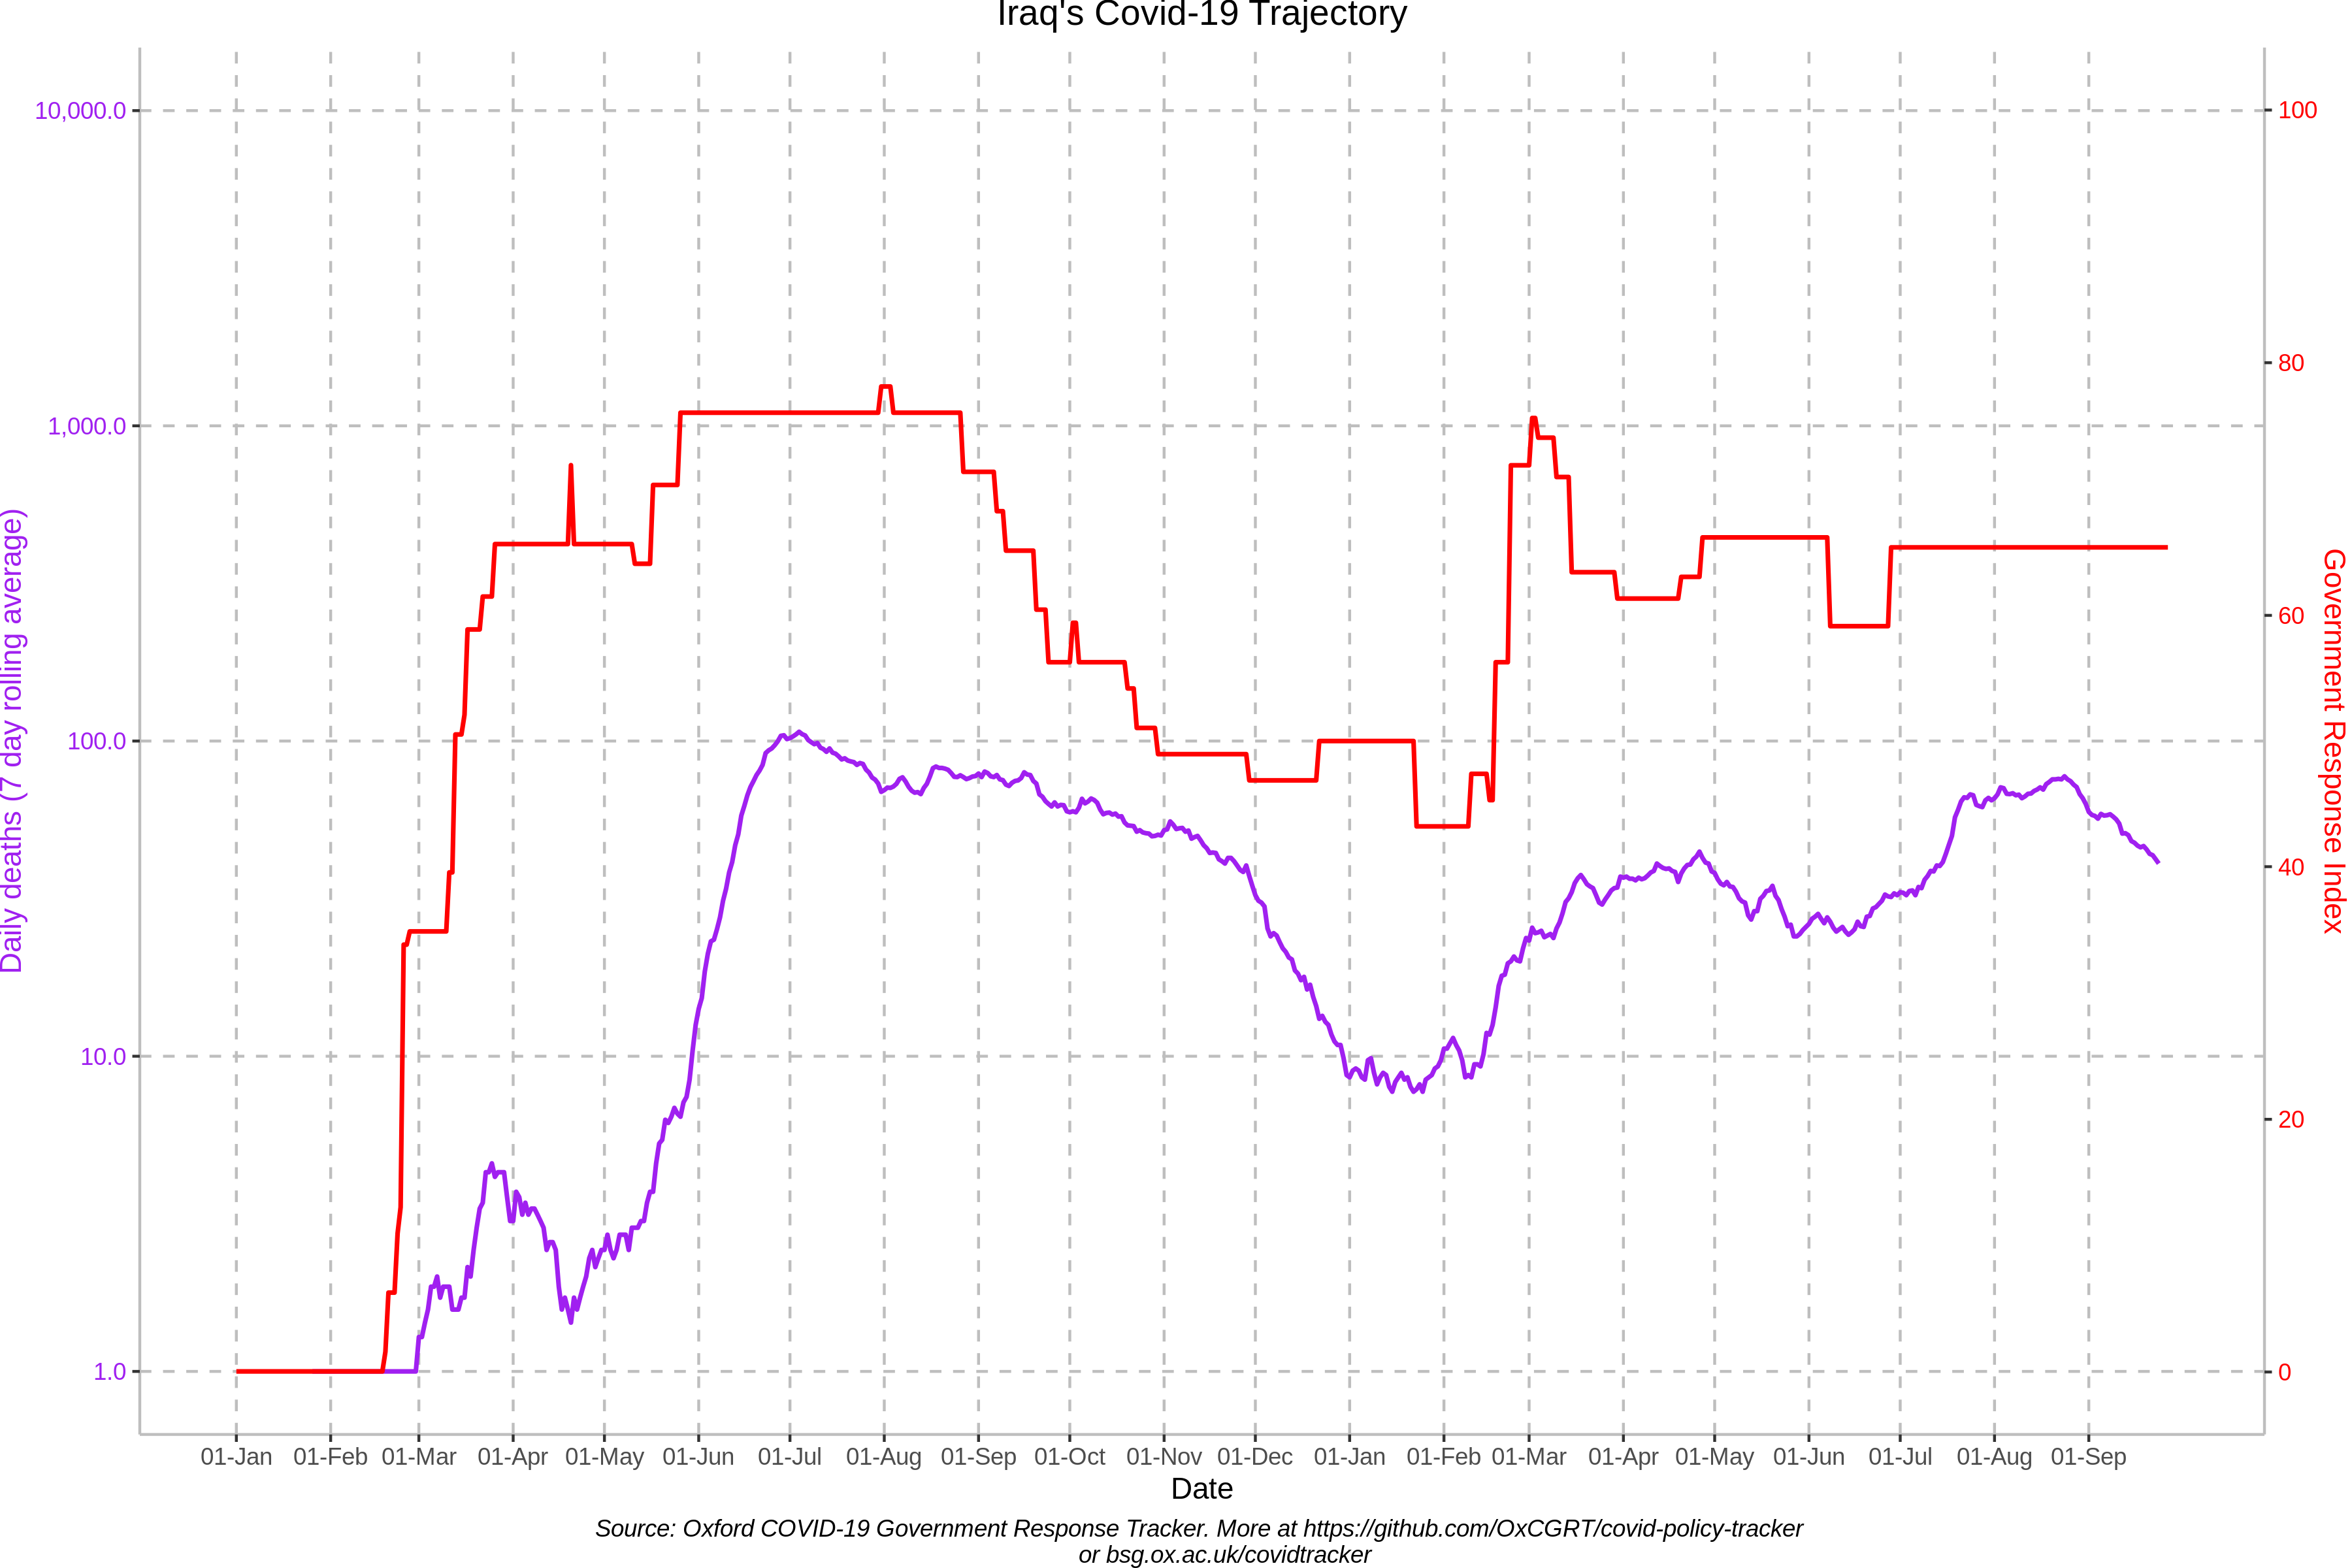 Iraq's Covid-19 Trajectory
10,000.0
1,000.0
100.0
10.0
1.0
Daily deaths (7 day rolling average)
100
80
60
40
20
0
Government Response Index
01-Jan 01-Feb 01-Mar 01-Apr 01-May 01-Jun 01-Jul 01-Aug 01-Sep 01-Oct 01-Nov 01-Dec 01-Jan 01-Feb 01-Mar 01-Apr 01-May 01-Jun 01-Jul 01-Aug 01-Sep
Date
Source: Oxford COVID-19 Government Response Tracker. More at https://github.com/OxCGRT/covid-policy-tracker
or bsg.ox.ac.uk/covidtracker